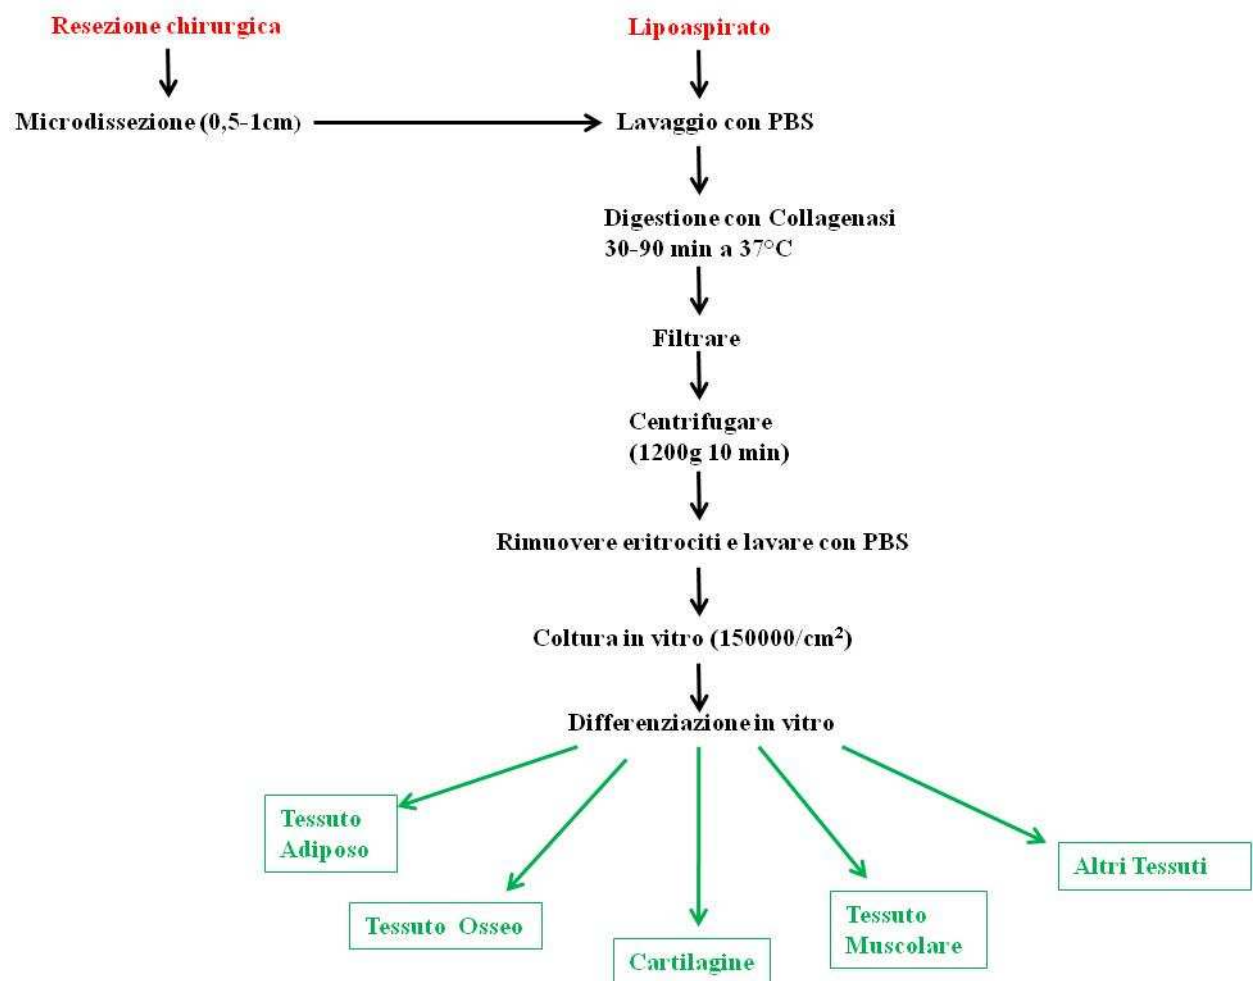 Resezione chirurgica
Lipoaspirato
Microdissezione (0,5-1cm)
Lavaggio con PBS
Digestione con Collagenasi
30-90 min a 37°C
Filtrare
Centrifugare
(1200g 10 min)
Rimuovere eritrociti e lavare con PBS
Coltura in vitro (150000/cm²)
Differenziazione in vitro
Tessuto
Adiposo
Tessuto Osseo
Cartilagine
Tessuto
Muscolare
Altri Tessuti